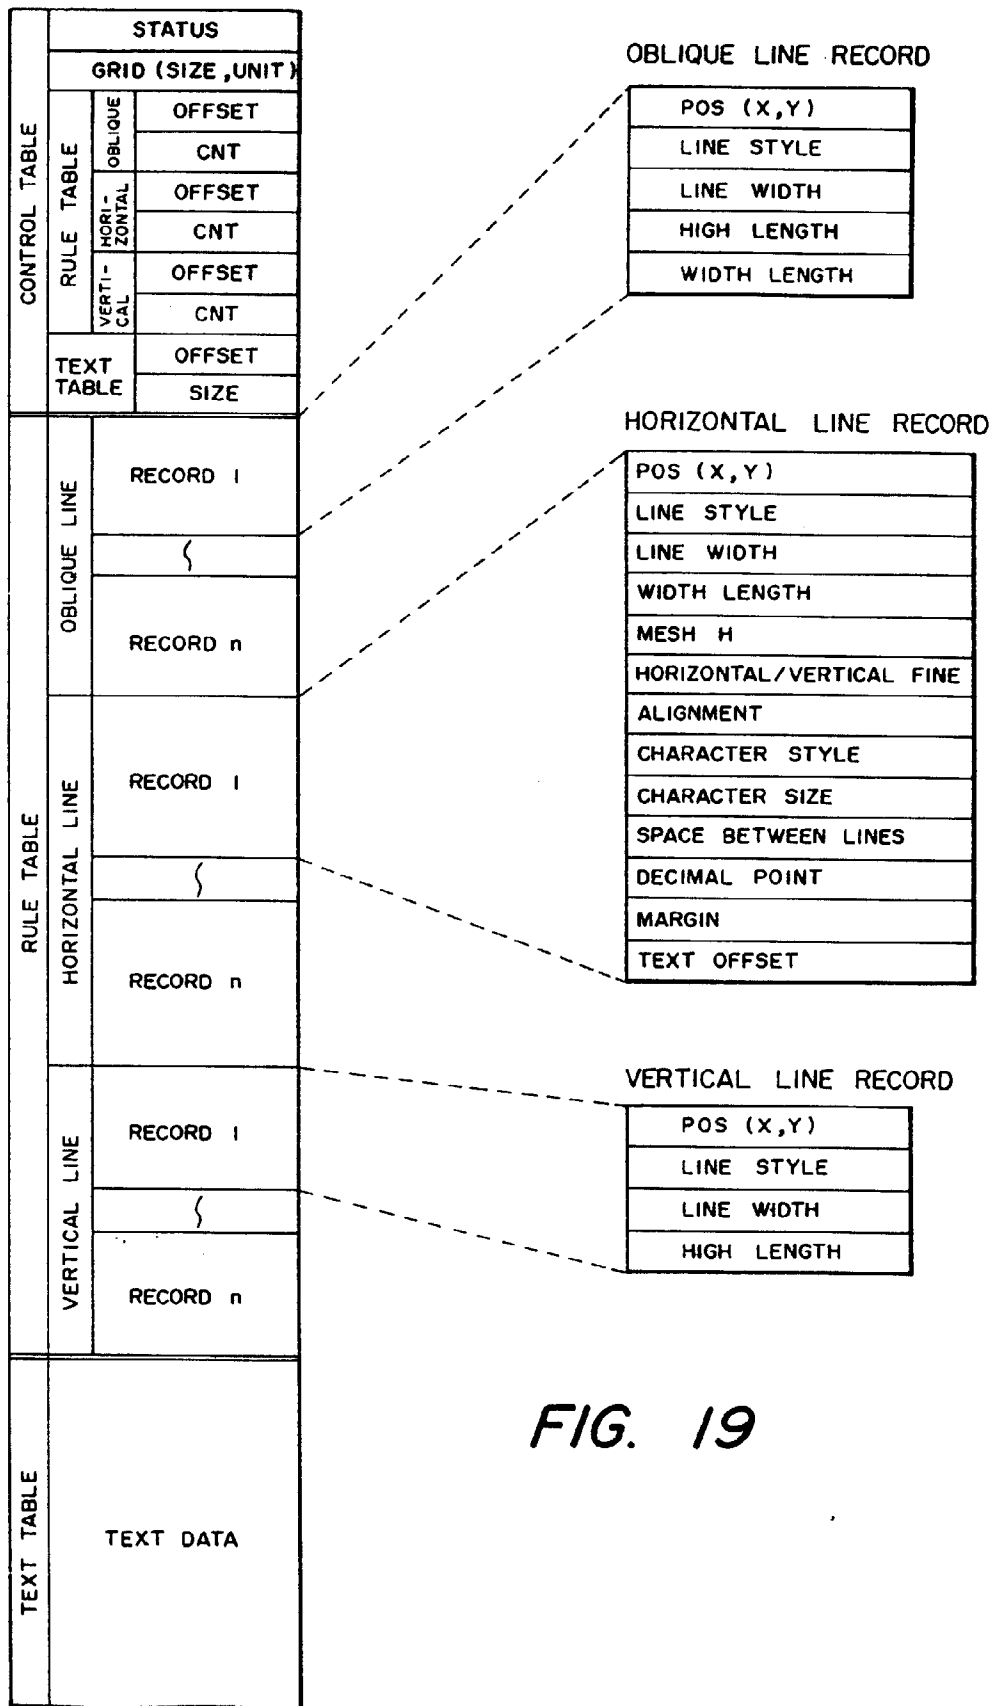 CONTROL TABLE
STATUS
GRID (SIZE, UNIT)
RULE TABLE
OBLIQUE
OFFSET
CNT
HORI-
ZONTAL
OFFSET
CNT
VERTI-
CAL
OFFSET
CNT
TEXT
TABLE
OFFSET
SIZE
RULE TABLE
OBLIQUE LINE
RECORD 1
RECORD n
HORIZONTAL LINE
RECORD 1
RECORD n
VERTICAL LINE
RECORD 1
RECORD n
TEXT TABLE
TEXT DATA
OBLIQUE LINE RECORD
POS (X,Y)
LINE STYLE
LINE WIDTH
HIGH LENGTH
WIDTH LENGTH
HORIZONTAL LINE RECORD
POS (X,Y)
LINE STYLE
LINE WIDTH
WIDTH LENGTH
MESH H
HORIZONTAL/VERTICAL FINE
ALIGNMENT
CHARACTER STYLE
CHARACTER SIZE
SPACE BETWEEN LINES
DECIMAL POINT
MARGIN
TEXT OFFSET
VERTICAL LINE RECORD
POS (X,Y)
LINE STYLE
LINE WIDTH
HIGH LENGTH
FIG. 19